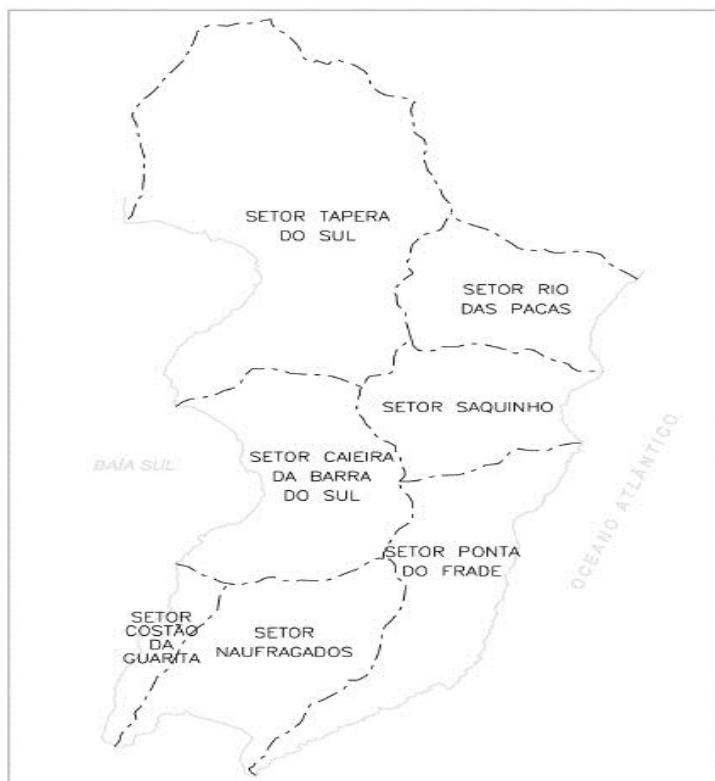 SETOR TAPERA
DO SUL
SETOR RIO
DAS PACAS
SETOR SAQUINHO
BAÍA SUL
SETOR CAIEIRA
DA BARRA
DO SUL
OCEANO ATLÂNTICO
SETOR PONTA
DO FRADE
SETOR
COSTÃO
DA
GUARITA
SETOR
NAUFRAGADOS